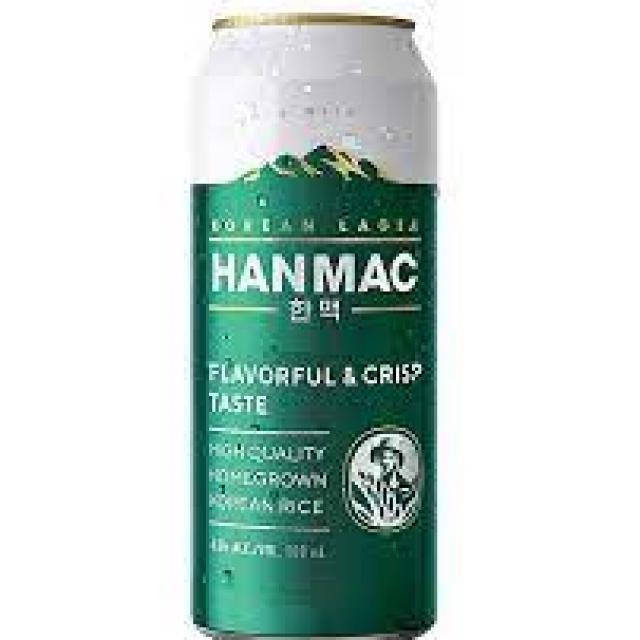 KOREAN LAGER
HANMAC
한맥
FLAVORFUL & CRISP
TASTE
HIGH QUALITY
HOMEGROWN
KOREAN RICE